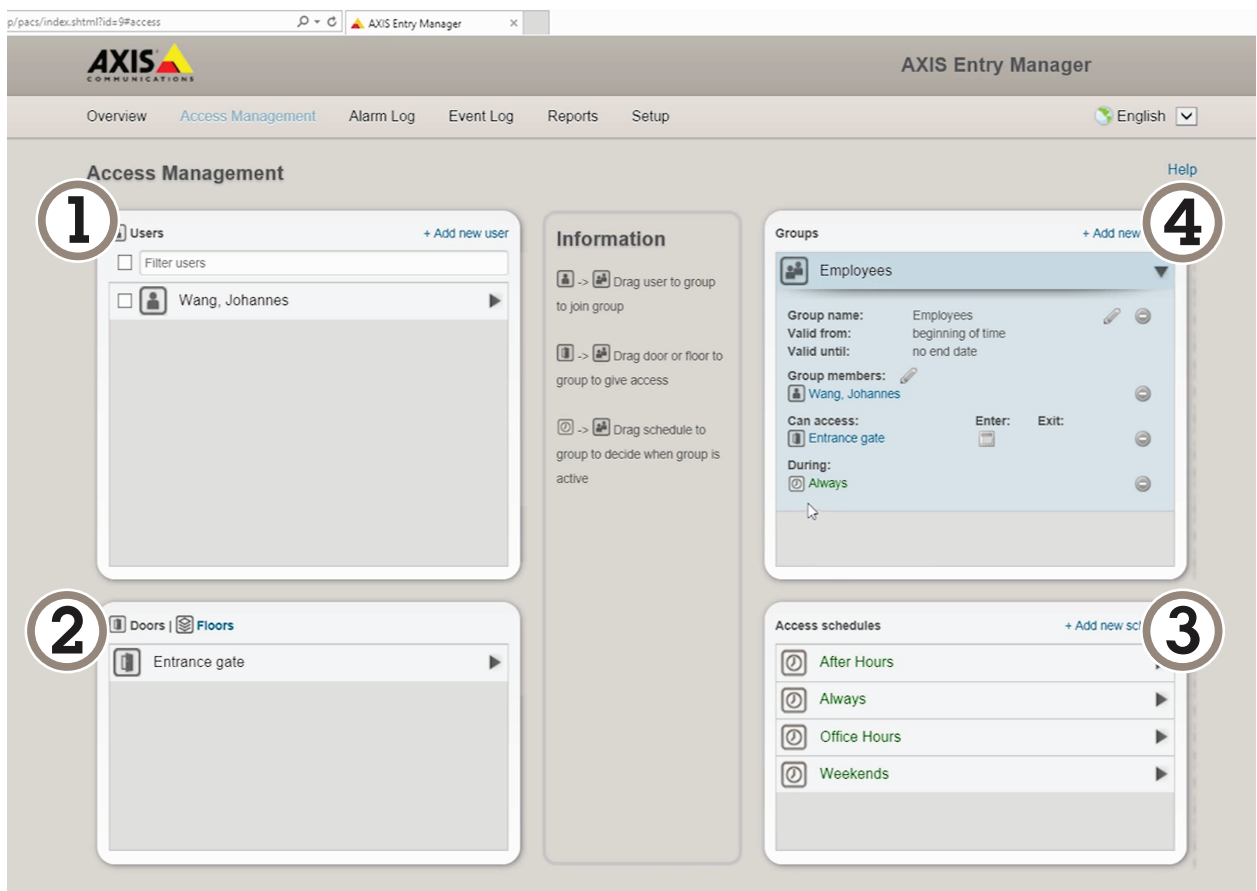 p/pacs/index.shtml?id=9#access
AXIS Entry Manager
AXIS
COMMUNICATIONS
AXIS Entry Manager
Overview Access Management Alarm Log Event Log Reports Setup
English
Access Management
Help
1
Users
+ Add new user
Filter users
Wang, Johannes
Information
-> Drag user to group
to join group
-> Drag door or floor to
group to give access
-> Drag schedule to
group to decide when group is
active
Groups
+ Add new
4
Employees
Group name: Employees
Valid from: beginning of time
Valid until: no end date
Group members:
Wang, Johannes
Can access: Enter: Exit:
Entrance gate
During:
Always
2
Doors | Floors
Entrance gate
Access schedules
+ Add new
3
After Hours
Always
Office Hours
Weekends